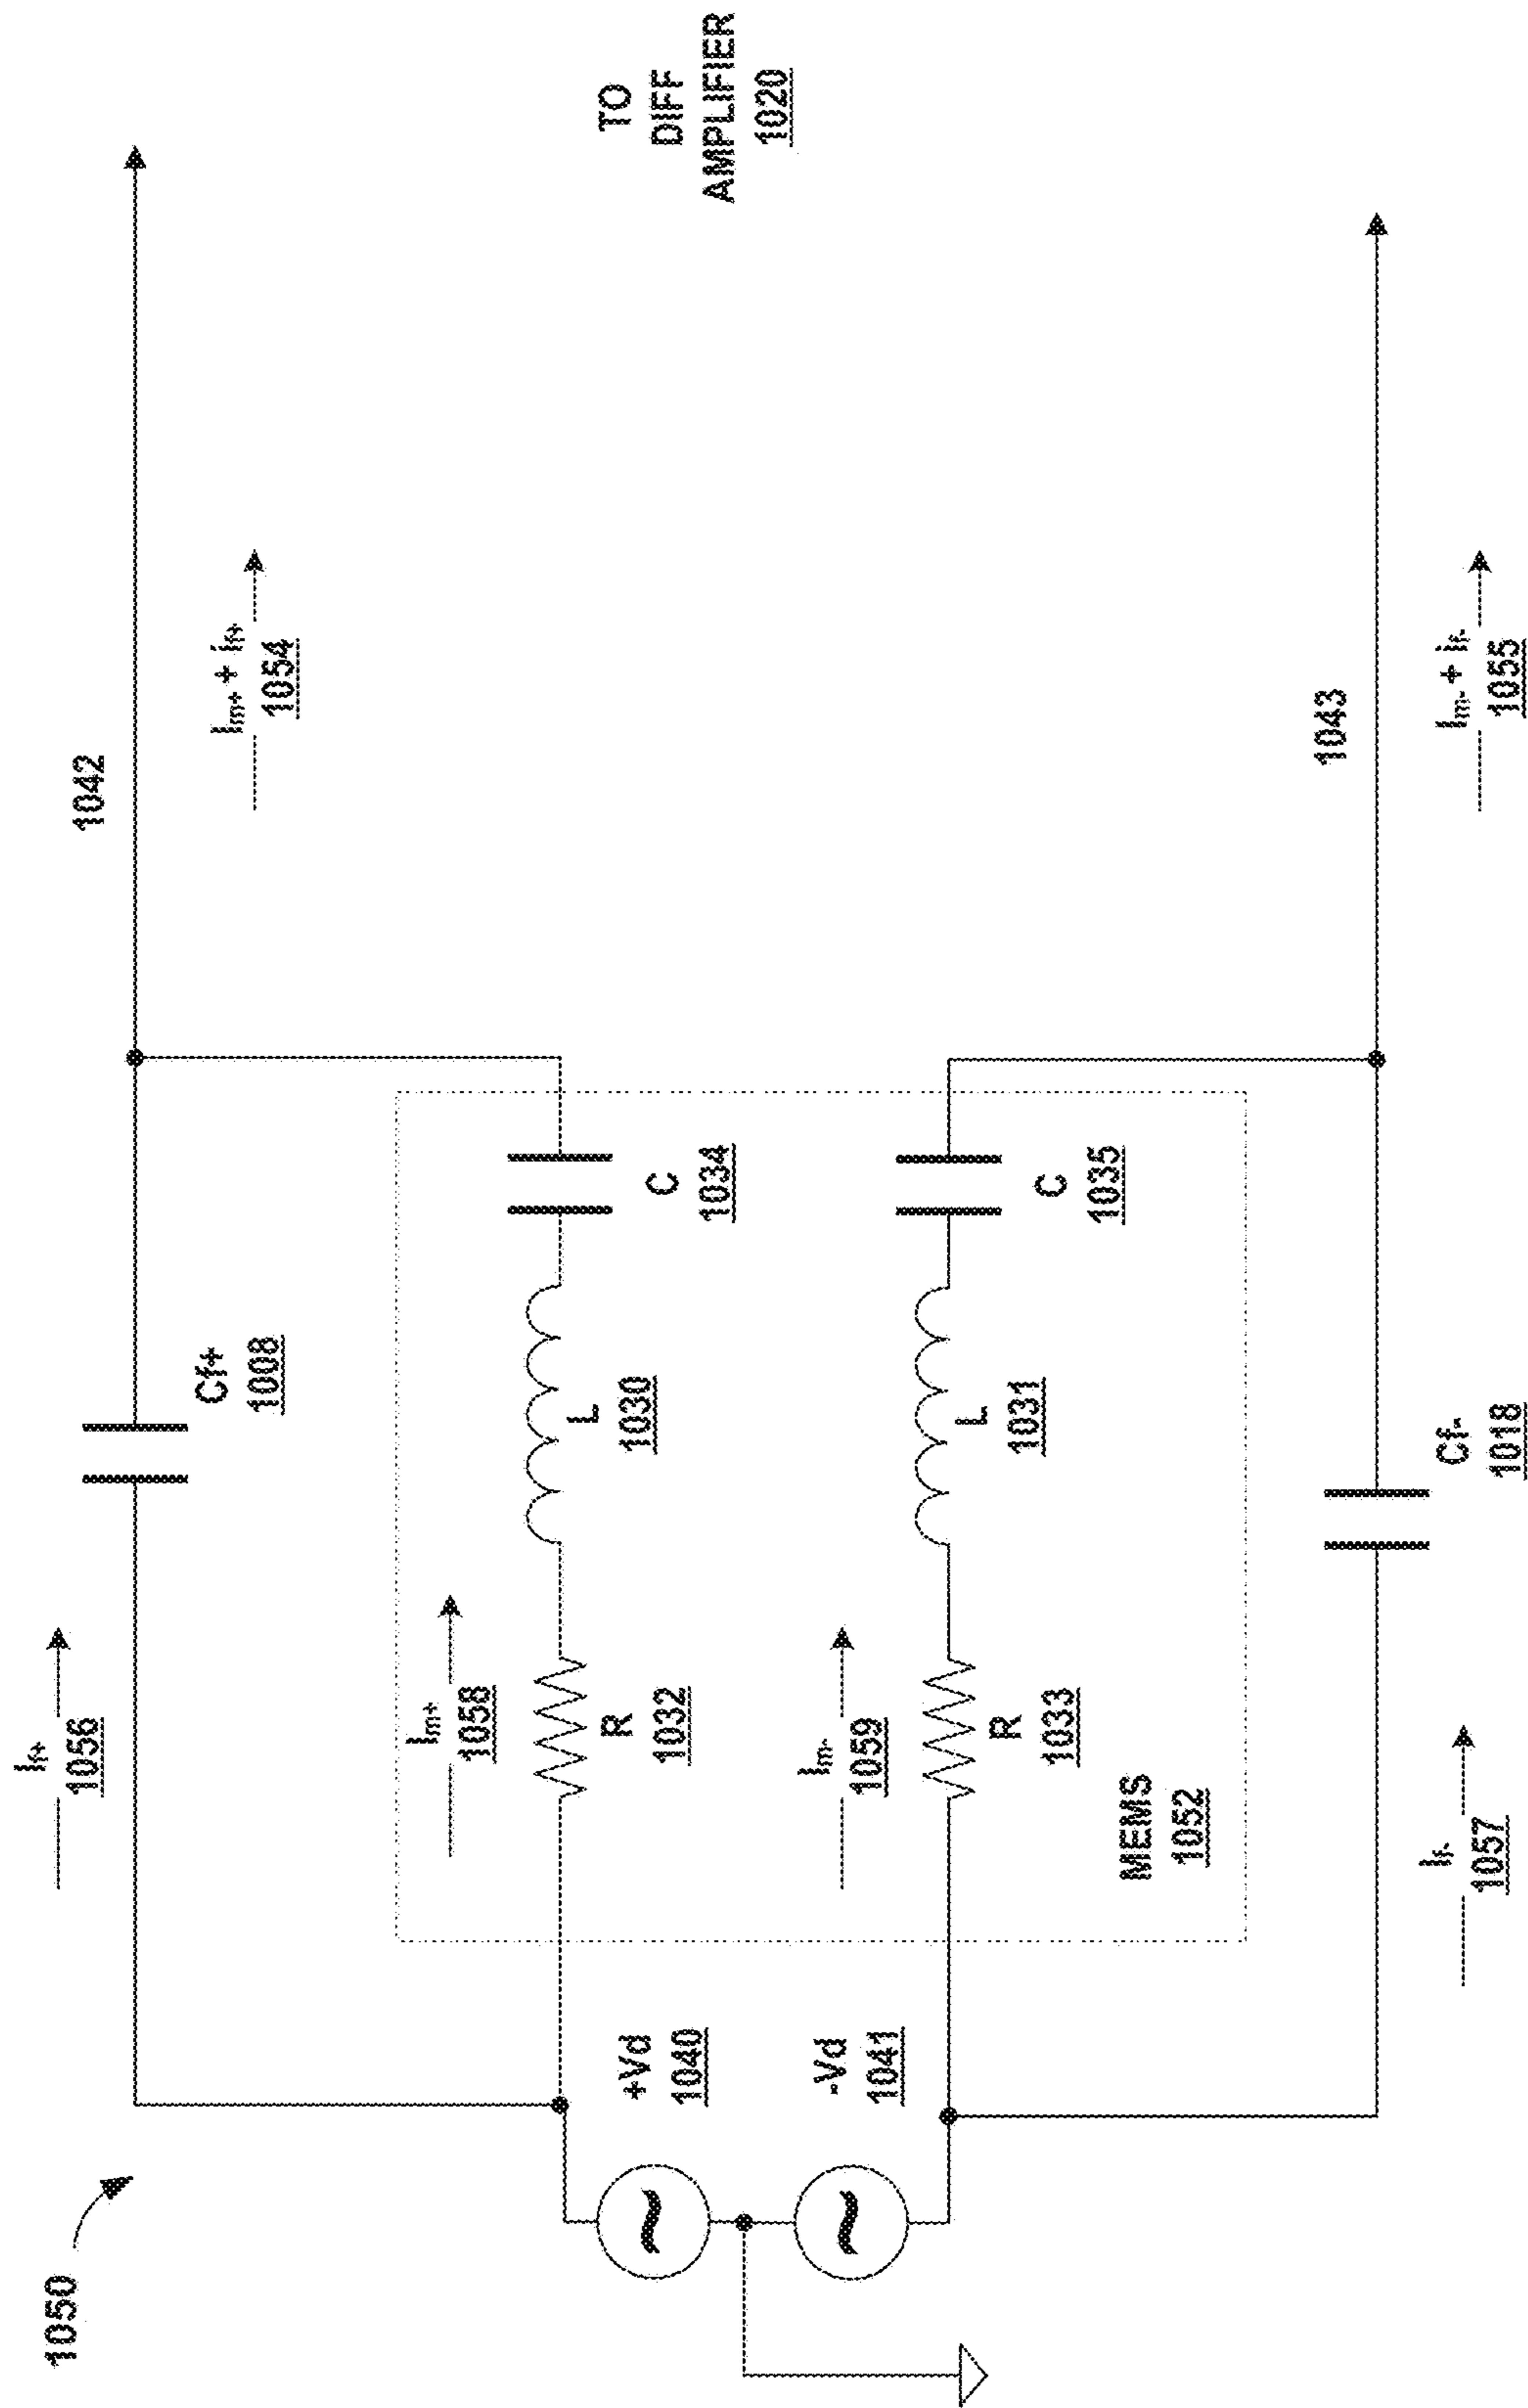 1050
If+
1056
Cf+
1008
1042
Im+ + if+
1054
Im+
1058
R
1032
L
1030
C
1034
TO
DIFF
AMPLIFIER
1020
+Vd
1040
-Vd
1041
Im-
1059
R
1033
L
1031
C
1035
MEMS
1052
1043
If-
1057
Cf-
1018
Im- + if-
1055